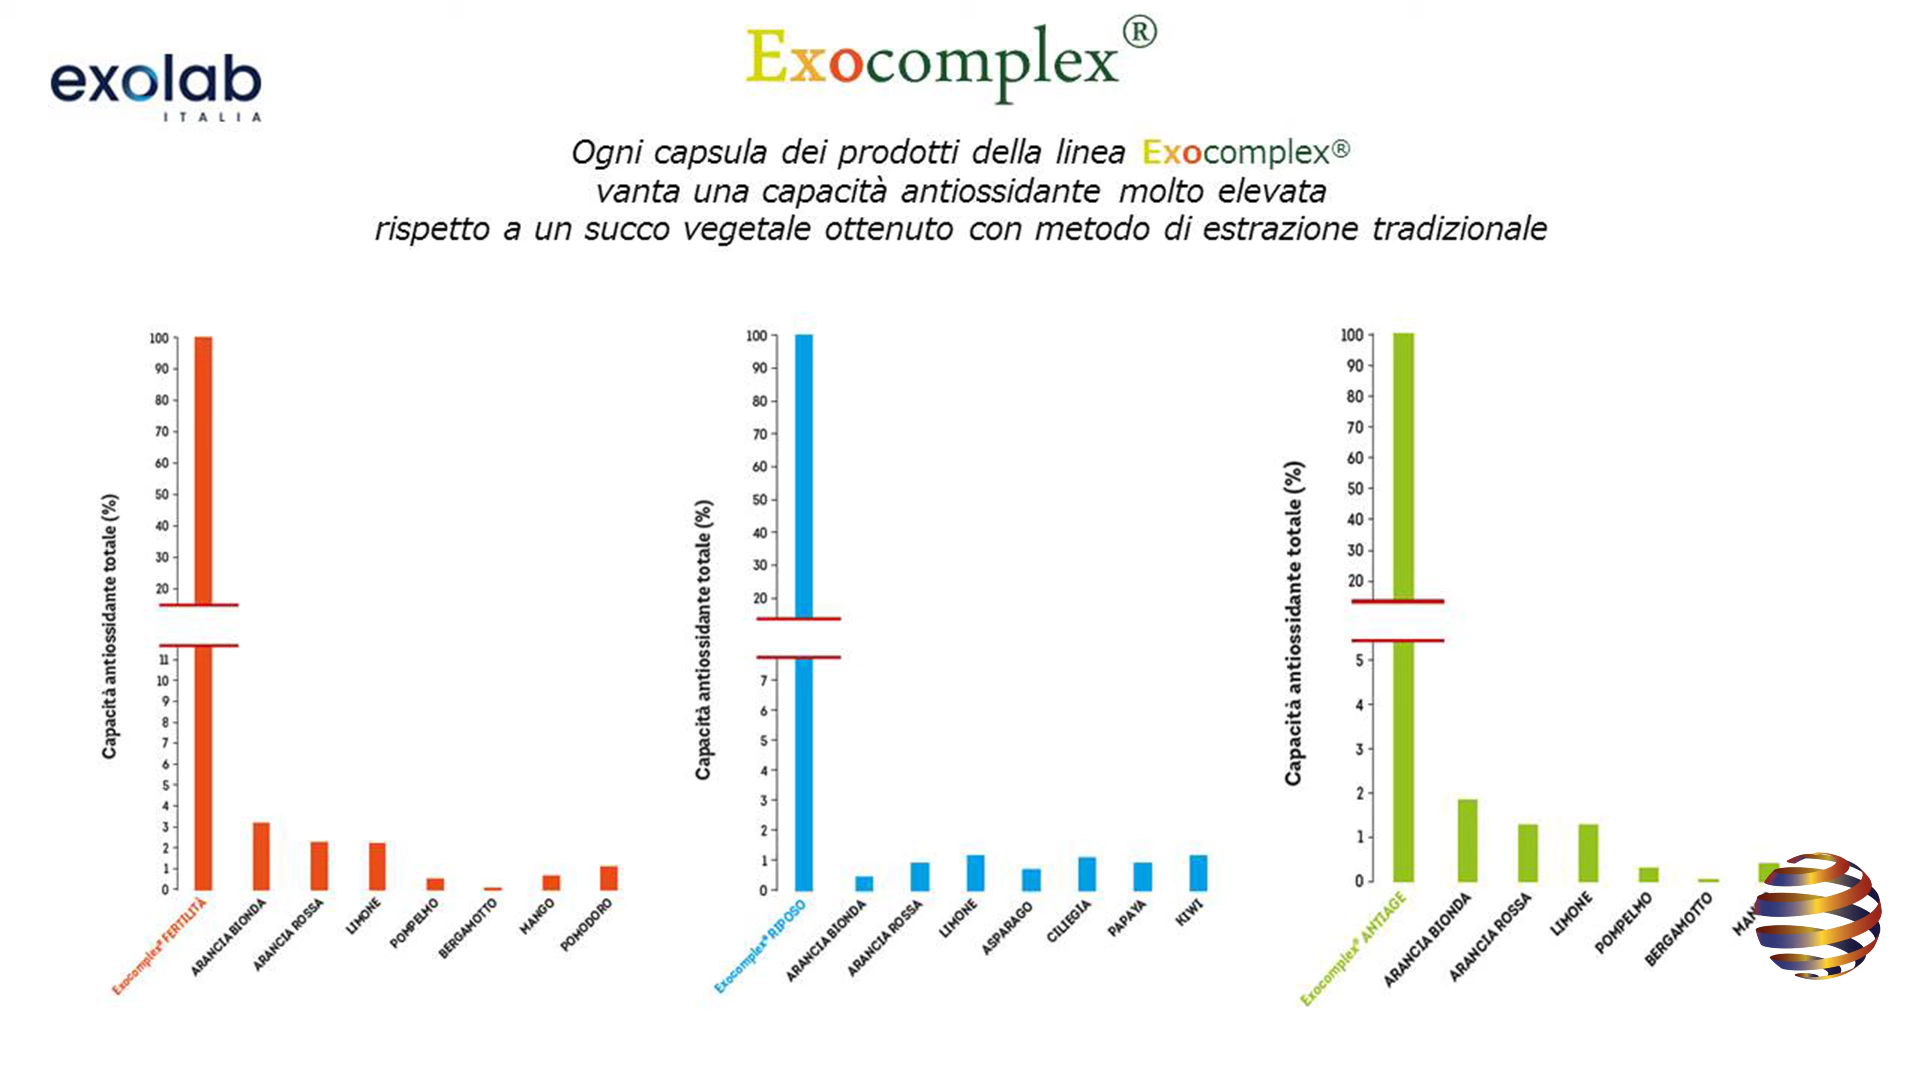 exolab
ITALIA
Exocomplex®
Ogni capsula dei prodotti della linea Exocomplex®
vanta una capacità antiossidante molto elevata
rispetto a un succo vegetale ottenuto con metodo di estrazione tradizionale
Capacità antiossidante totale (%)
100
90
80
70
60
50
40
30
20
11
10
9
8
7
6
5
4
3
2
1
0
Exocomplex® FERTILITÀ
ARANCIA BIONDA
ARANCIA ROSSA
LIMONE
POMPELMO
BERGAMOTTO
MANGO
POMODORO
Capacità antiossidante totale (%)
100
90
80
70
60
50
40
30
20
7
6
5
4
3
2
1
0
Exocomplex® RIPOSO
ARANCIA BIONDA
ARANCIA ROSSA
LIMONE
ASPARAGO
CILIEGIA
PAPAYA
KIWI
Capacità antiossidante totale (%)
100
90
80
70
60
50
40
30
20
5
4
3
2
1
0
Exocomplex® ANTIAGE
ARANCIA BIONDA
ARANCIA ROSSA
LIMONE
POMPELMO
BERGAMOTTO